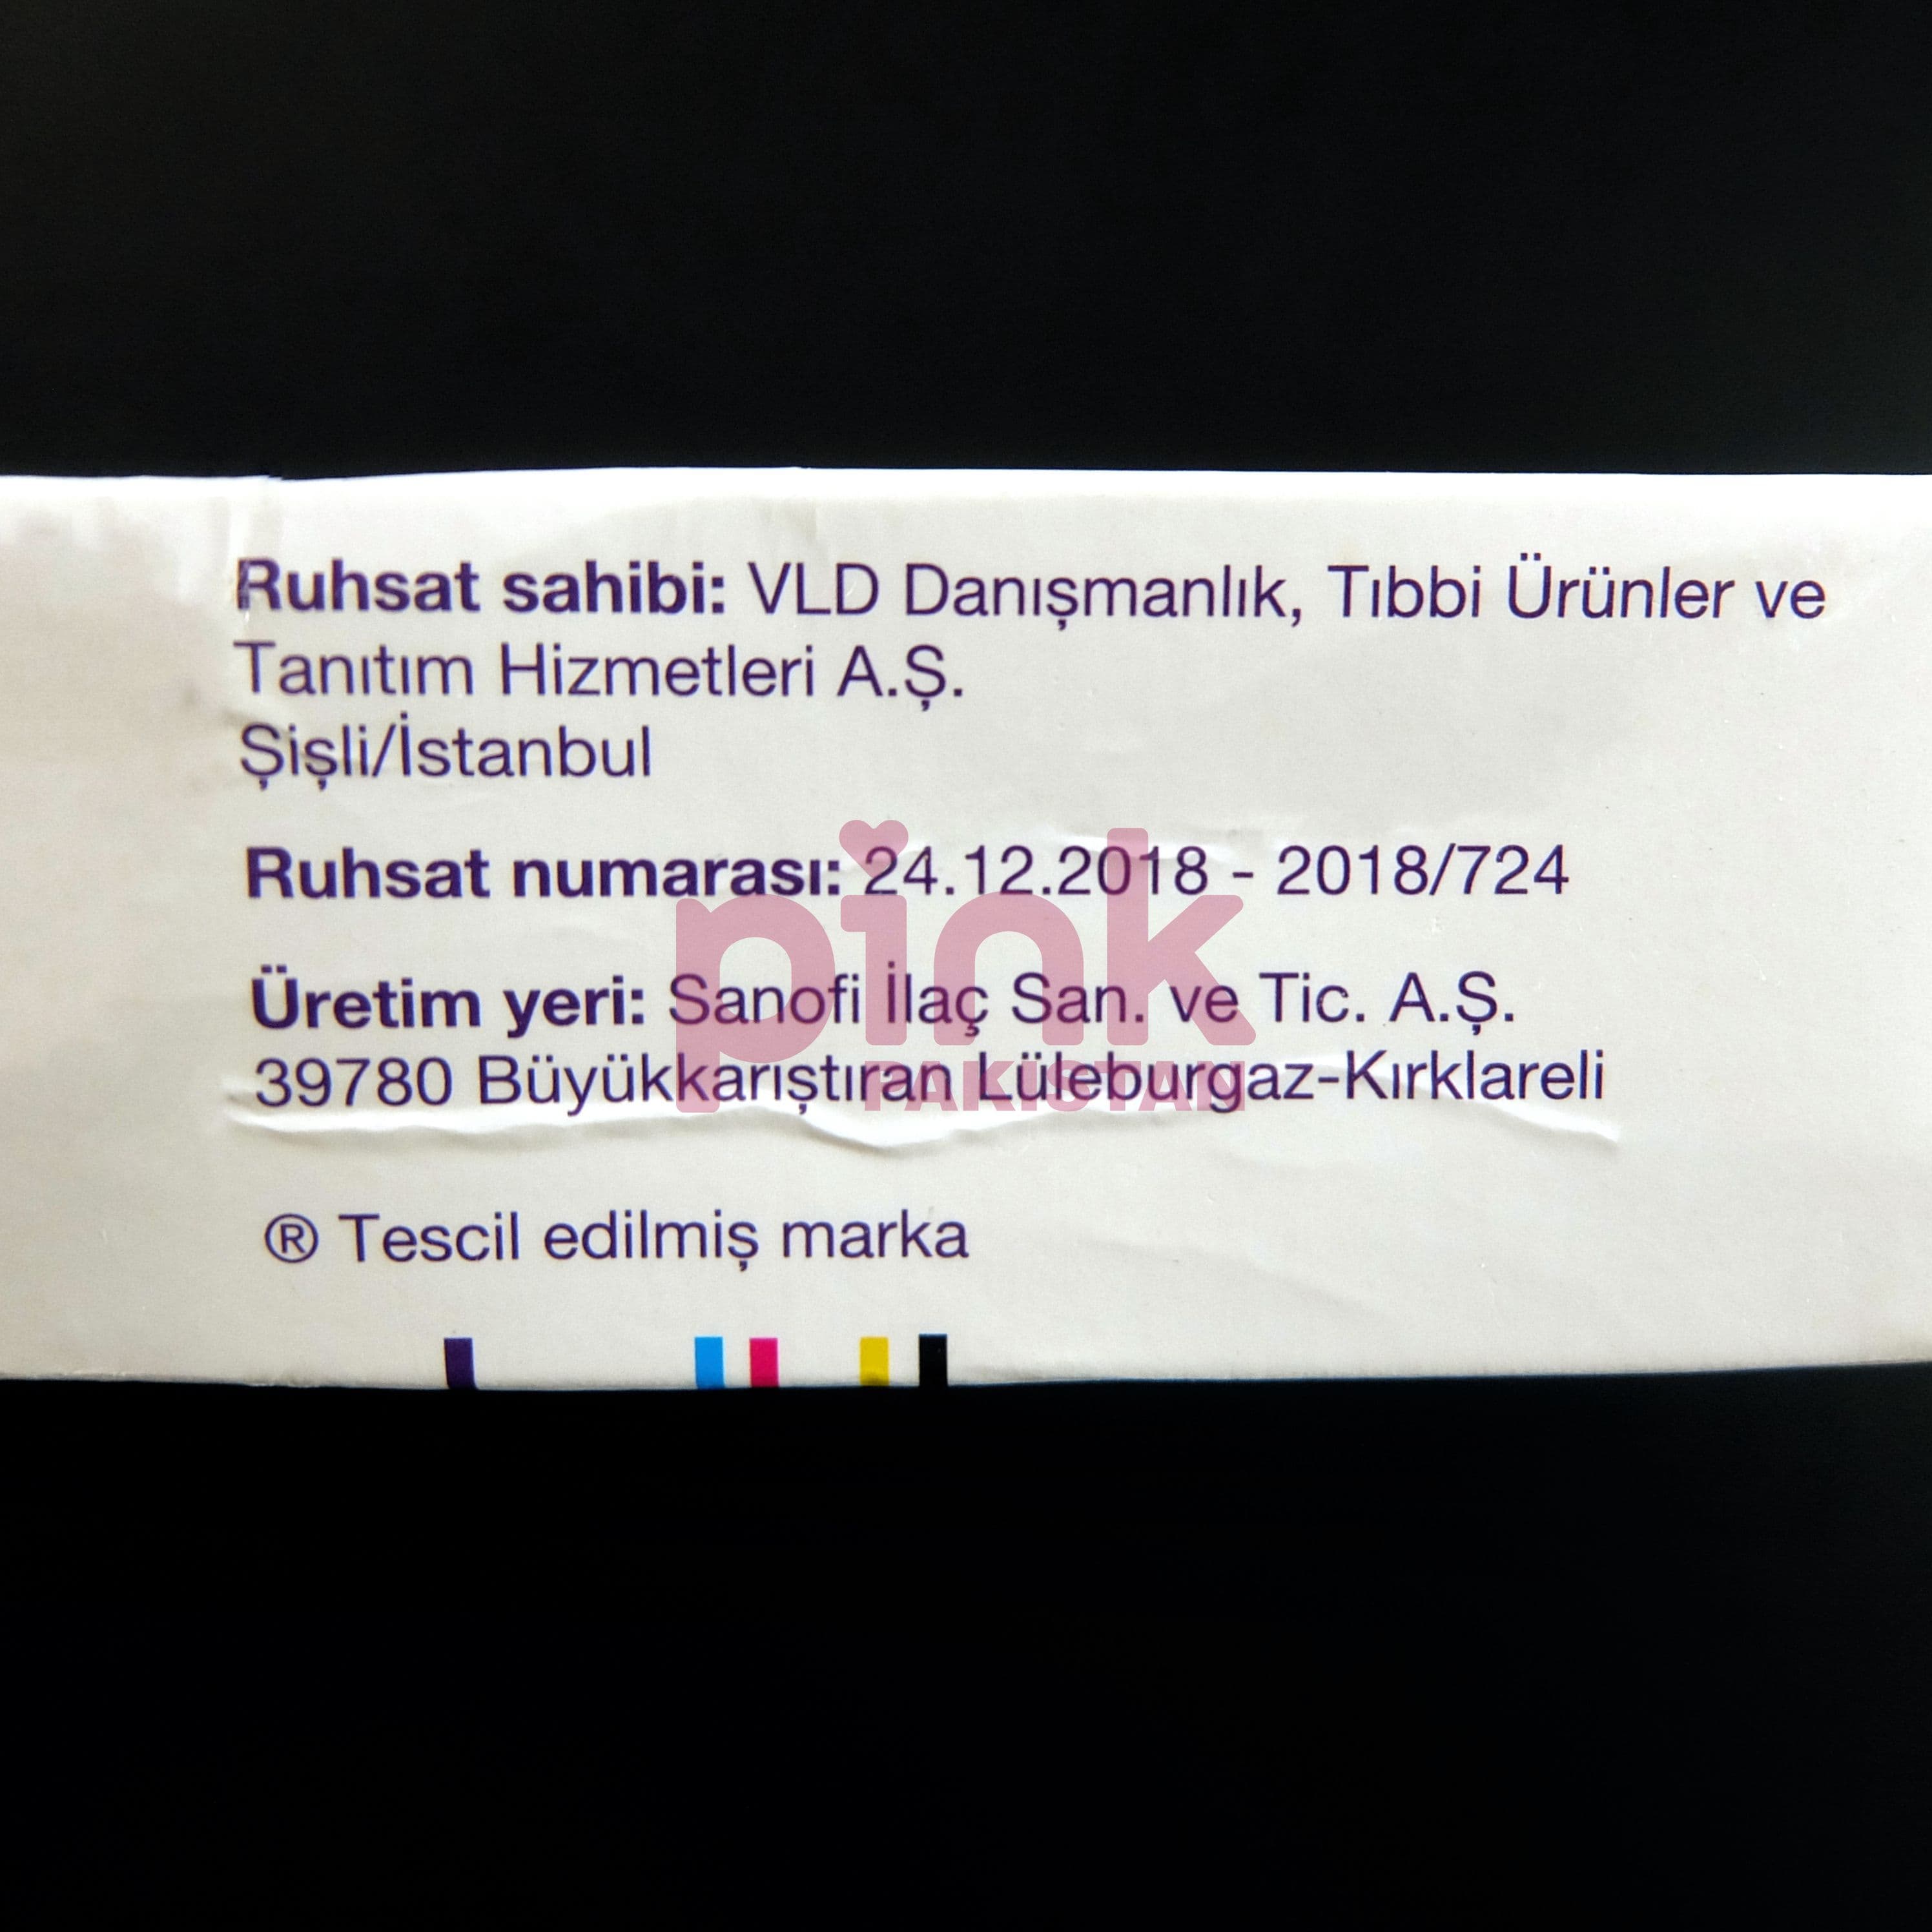 Ruhsat sahibi: VLD Danışmanlık, Tıbbi Ürünler ve
Tanıtım Hizmetleri A.Ş.
Şişli/İstanbul
Ruhsat numarası: 24.12.2018 - 2018/724
pink
PAKISTAN
Üretim yeri: Sanofi İlaç San. ve Tic. A.Ş.
39780 Büyükkarıştıran Lüleburgaz-Kırklareli
® Tescil edilmiş marka